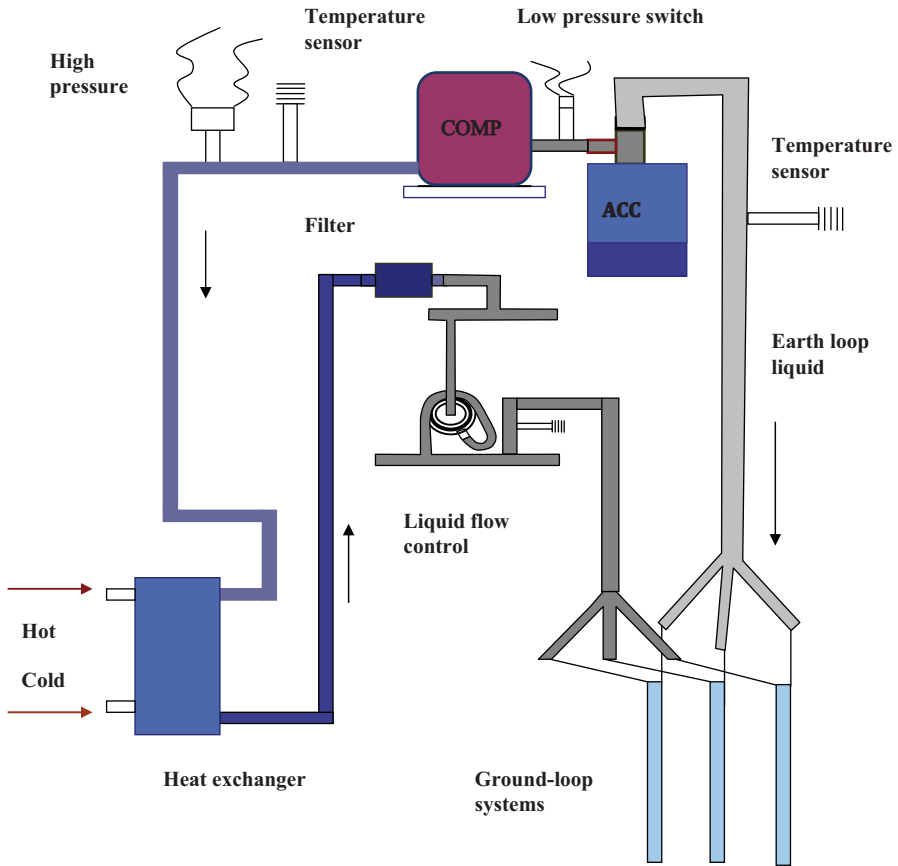 Temperature
sensor
Low pressure switch
High
pressure
COMP
Temperature
sensor
ACC
Filter
Earth loop
liquid
Liquid flow
control
Hot
Cold
Heat exchanger
Ground-loop
systems